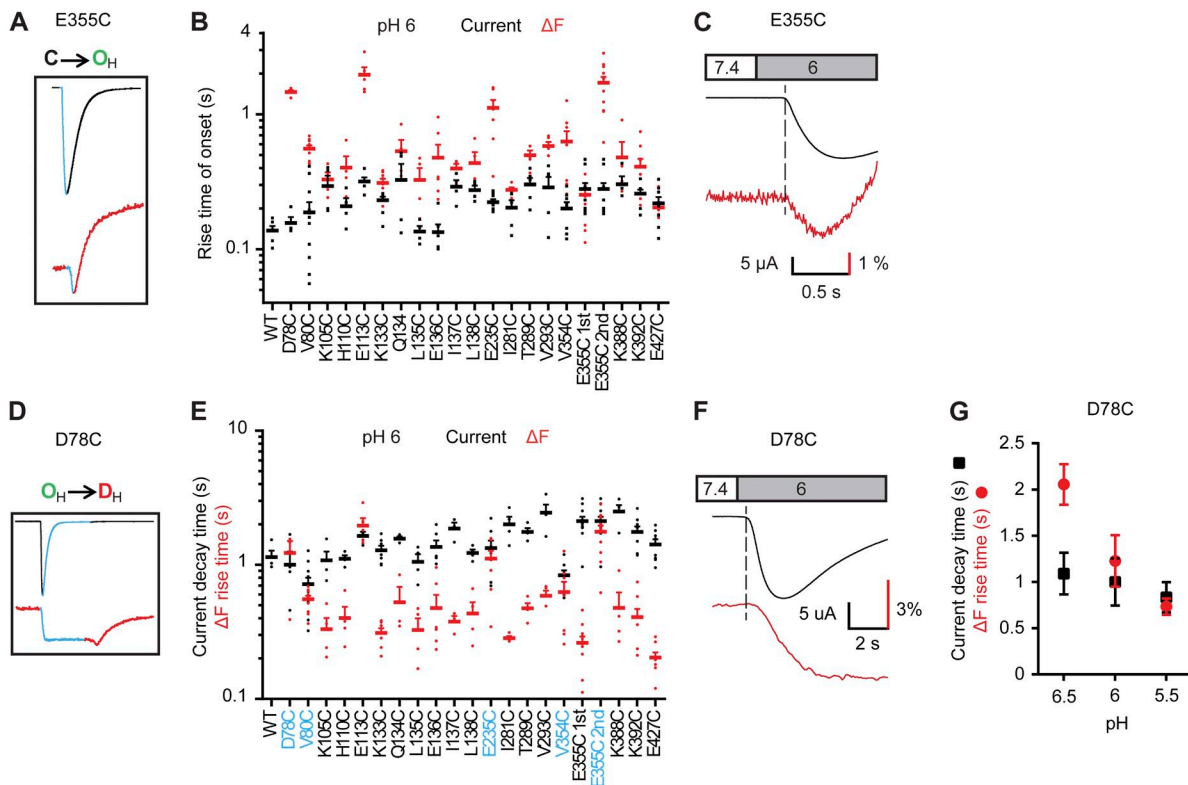 A
E355C
C→OH
B
pH 6 Current ΔF
Rise time of onset (s)
4
1
0.1
WT
D78C
V80C
K105C
H110C
E113C
K133C
Q134
L135C
E136C
I137C
L138C
E235C
I281C
T289C
V293C
V354C
E355C 1st
E355C 2nd
K388C
K392C
E427C
C
E355C
7.4 6
5 µA 1 %
0.5 s
D
D78C
OH→DH
E
pH 6 Current ΔF
Current decay time (s)
ΔF rise time (s)
10
1
0.1
WT
D78C
V80C
K105C
H110C
E113C
K133C
Q134C
L135C
E136C
I137C
L138C
E235C
I281C
T289C
V293C
V354C
E355C 1st
E355C 2nd
K388C
K392C
E427C
F
D78C
7.4 6
5 uA 3%
2 s
G
D78C
Current decay time (s)
ΔF rise time (s)
2.5
2
1.5
1
0.5
0
6.5 6 5.5
pH